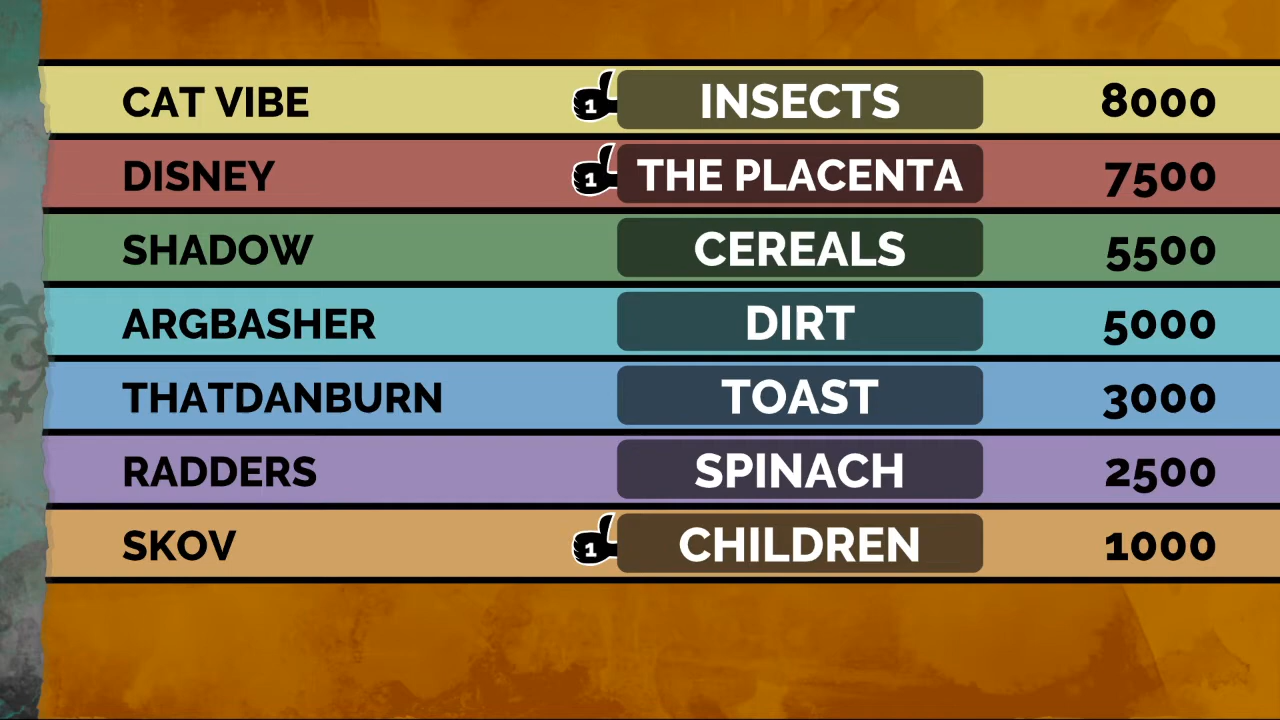 CAT VIBE 1 INSECTS 8000
DISNEY 1 THE PLACENTA 7500
SHADOW CEREALS 5500
ARGBASHER DIRT 5000
THATDANBURN TOAST 3000
RADDERS SPINACH 2500
SKOV 1 CHILDREN 1000